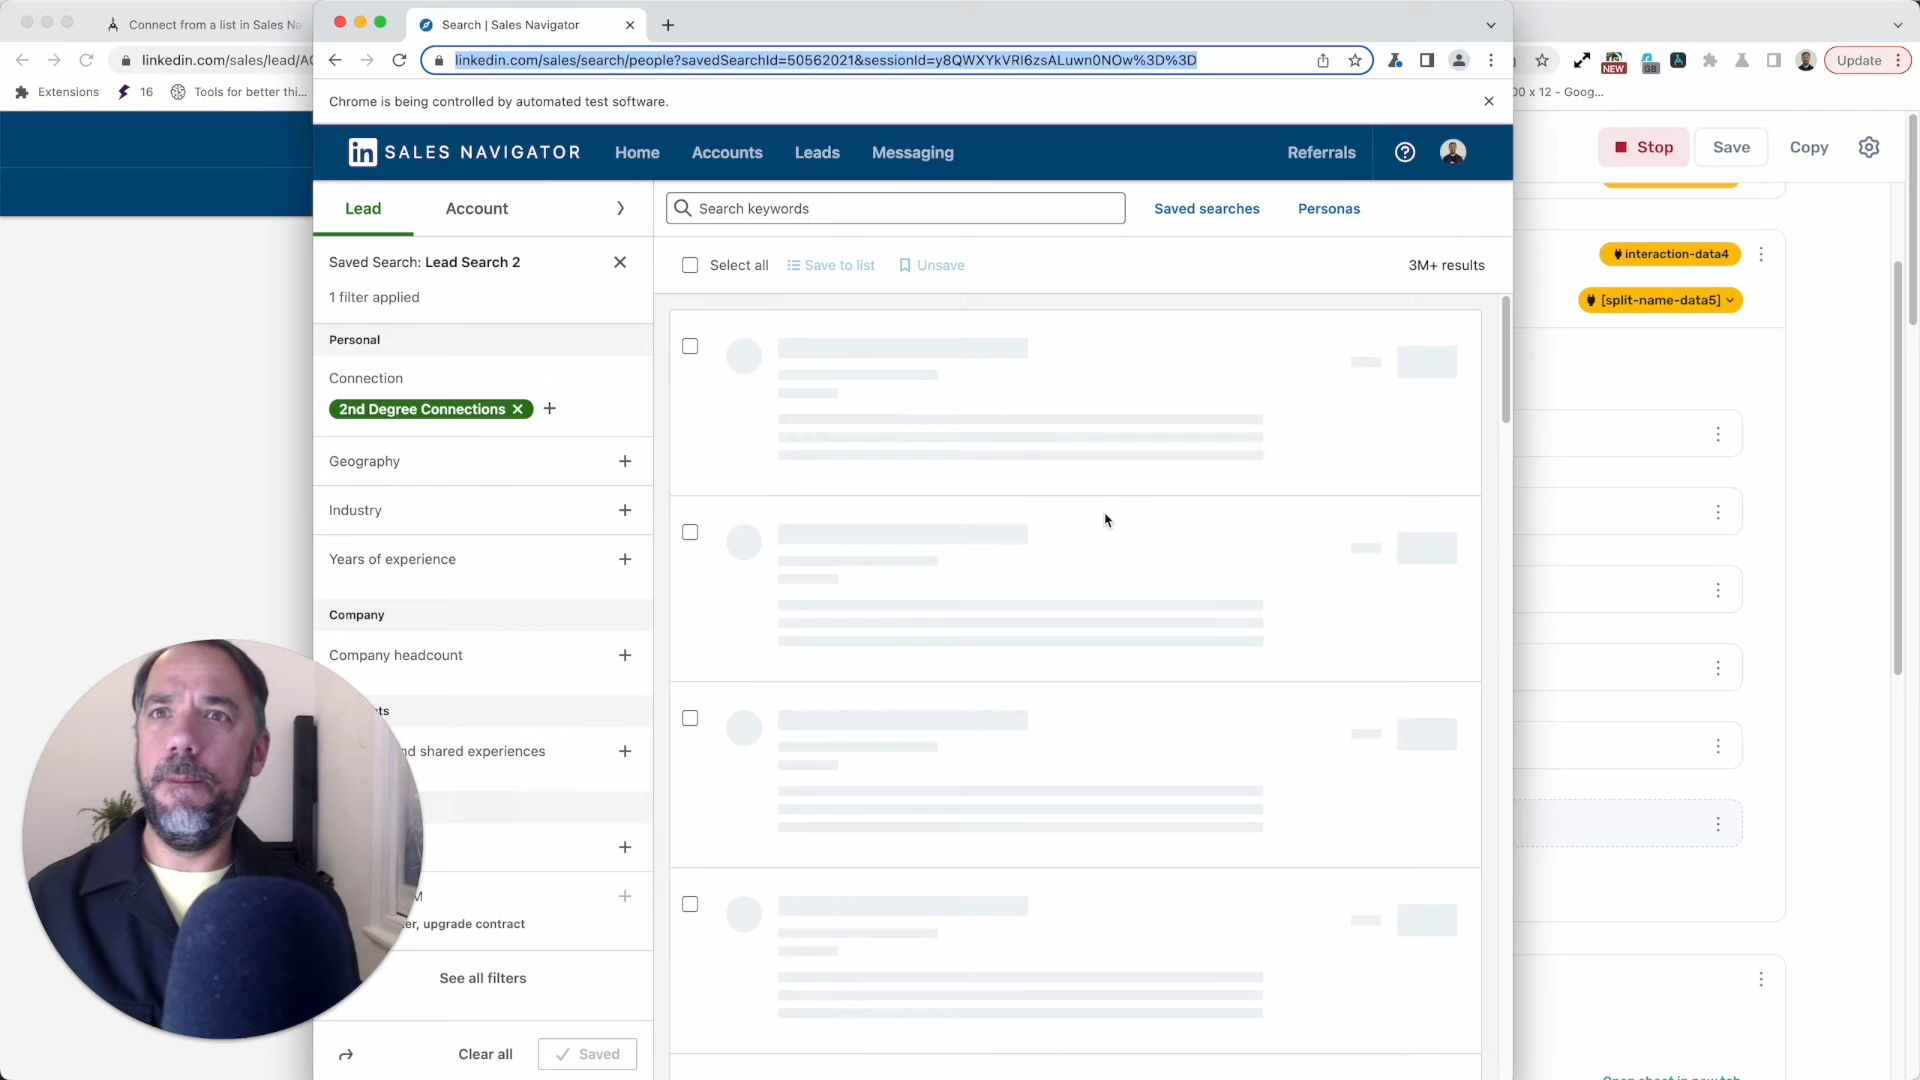 Connect from a list in Sales Na
Search | Sales Navigator
linkedin.com/sales/lead/AC
linkedin.com/sales/search/people?savedSearchId=50562021&sessionId=y8QWXYkVRl6zsALuwn0NOw%3D%3D
NEW
GB
Update
Extensions
16
Tools for better thi...
00 x 12 - Goog...
Chrome is being controlled by automated test software.
in SALES NAVIGATOR
Home
Accounts
Leads
Messaging
Referrals
Stop
Save
Copy
Lead
Account
Search keywords
Saved searches
Personas
Saved Search: Lead Search 2
1 filter applied
Select all
Save to list
Unsave
3M+ results
interaction-data4
[split-name-data5]
Personal
Connection
2nd Degree Connections
Geography
Industry
Years of experience
Company
Company headcount
nd shared experiences
M
er, upgrade contract
See all filters
Clear all
Saved